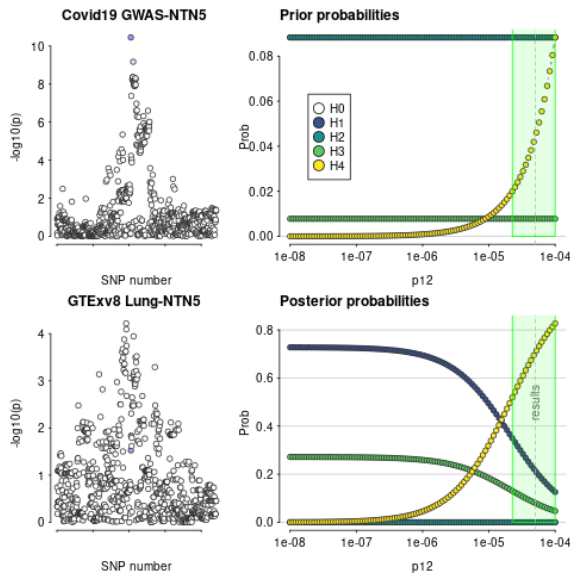 Covid19 GWAS-NTN5
-log10(p)
10
8
6
4
2
0
SNP number
Prior probabilities
Prob
0.08
0.06
0.04
0.02
0.00
H0
H1
H2
H3
H4
1e-08 1e-07 1e-06 1e-05 1e-04
p12
GTExv8 Lung-NTN5
-log10(p)
4
3
2
1
0
SNP number
Posterior probabilities
Prob
0.8
0.6
0.4
0.2
0.0
results
1e-08 1e-07 1e-06 1e-05 1e-04
p12